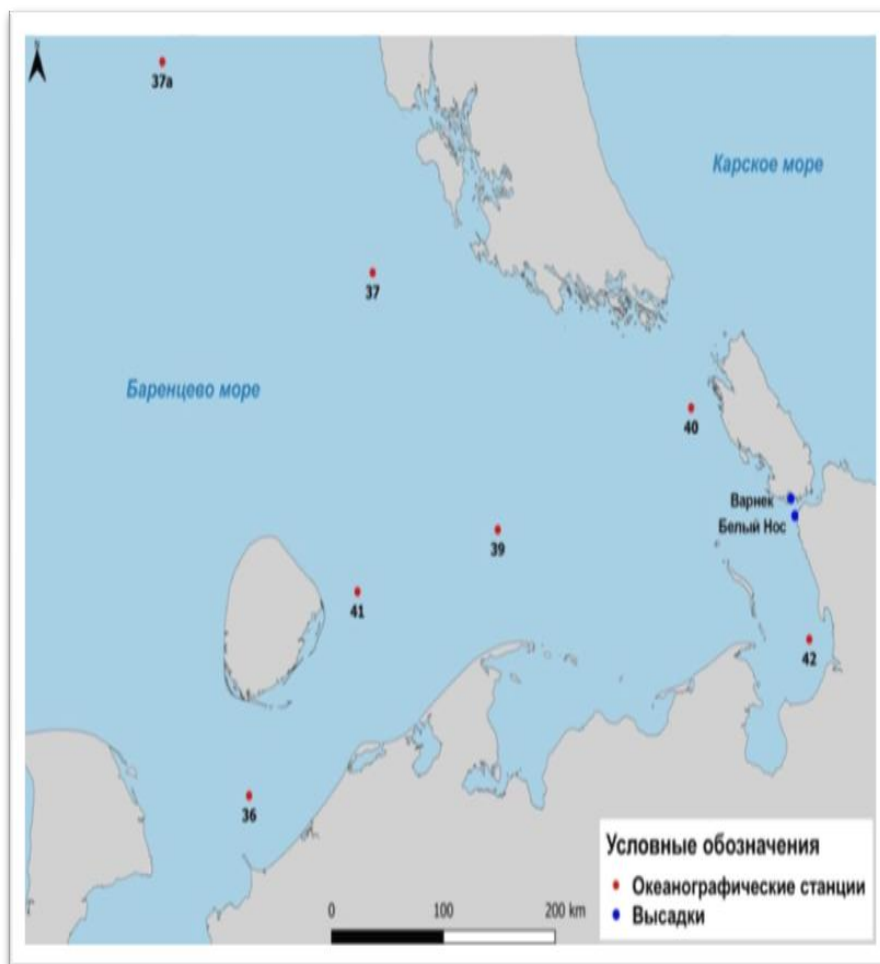 N
37а
Карское море
37
Баренцево море
40
Варнек
Белый Нос
39
41
42
36
Условные обозначения
Океанографические станции
Высадки
0 100 200 km